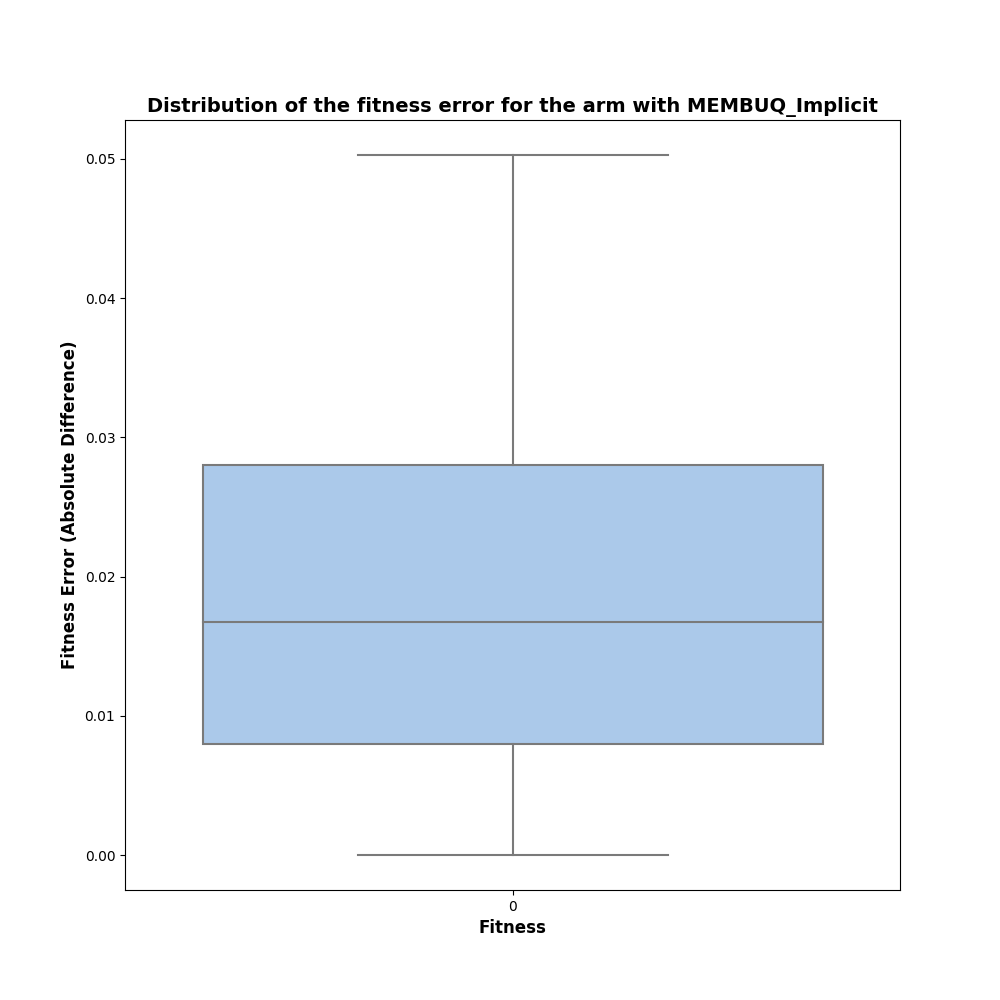 Distribution of the fitness error for the arm with MEMBUQ_Implicit
0.05
0.04
0.03
0.02
0.01
0.00
Fitness Error (Absolute Difference)
0
Fitness